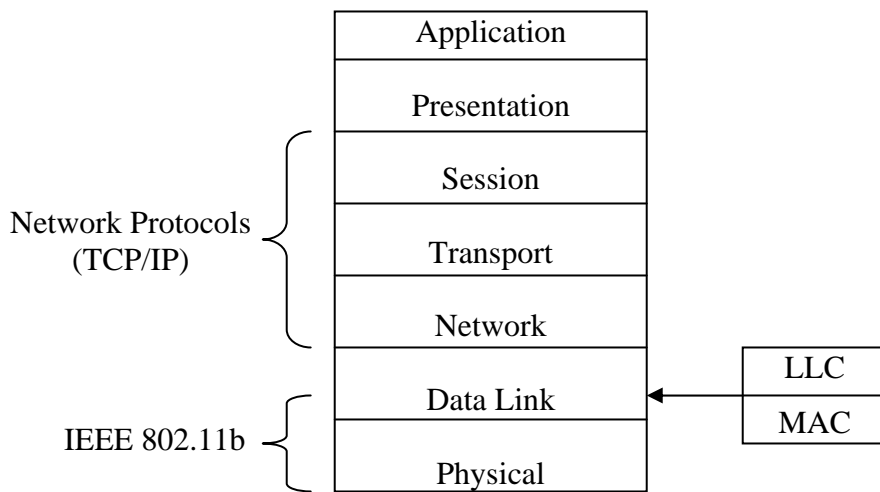 Application
Presentation
Session
Network Protocols
(TCP/IP)
Transport
Network
Data Link
LLC
MAC
IEEE 802.11b
Physical